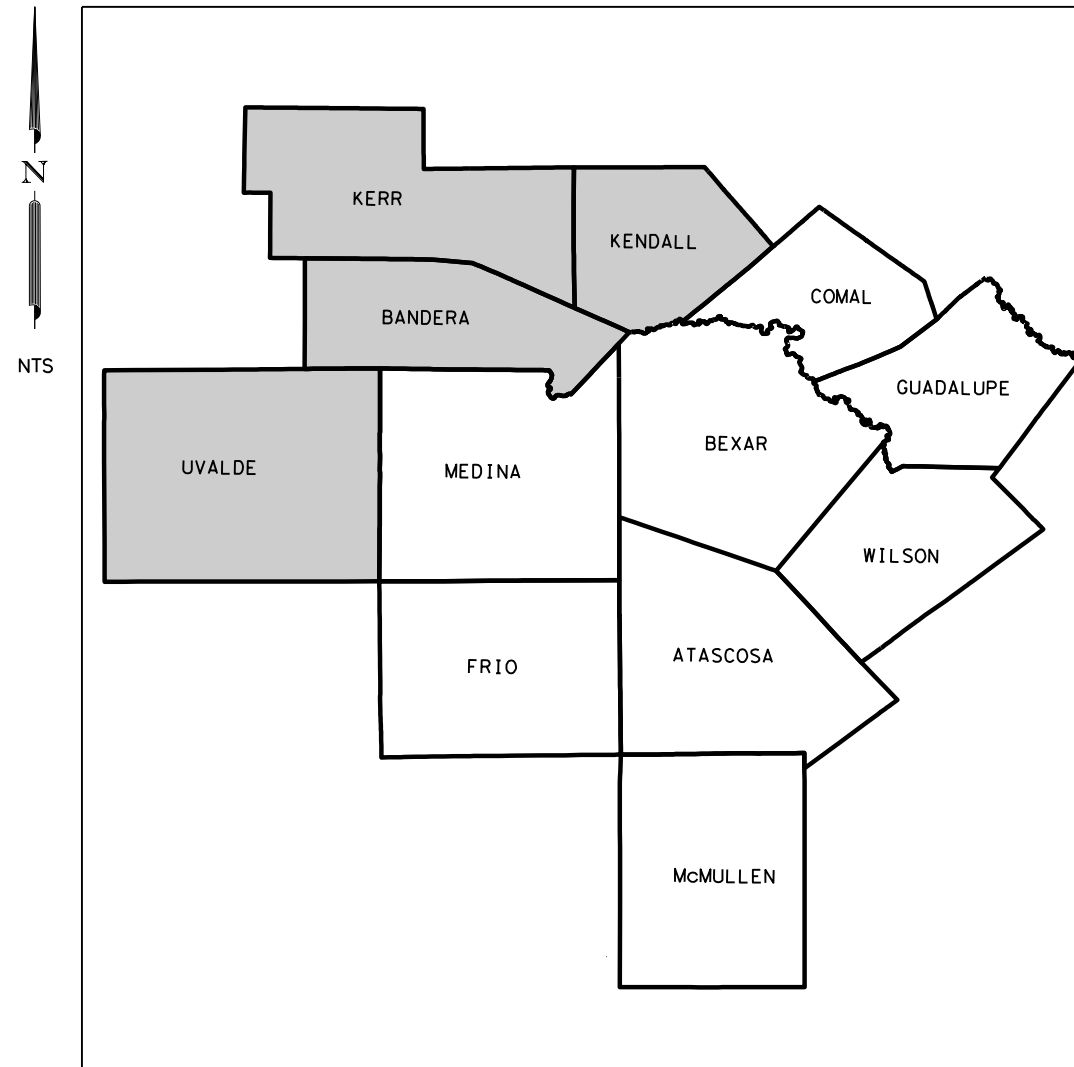 N
NTS
KERR
KENDALL
COMAL
BANDERA
GUADALUPE
UVALDE
MEDINA
BEXAR
WILSON
FRIO
ATASCOSA
McMULLEN